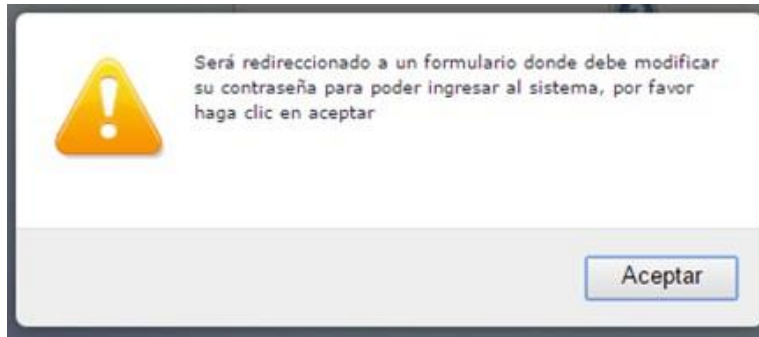 Será redireccionado a un formulario donde debe modificar
su contraseña para poder ingresar al sistema, por favor
haga clic en aceptar
Aceptar